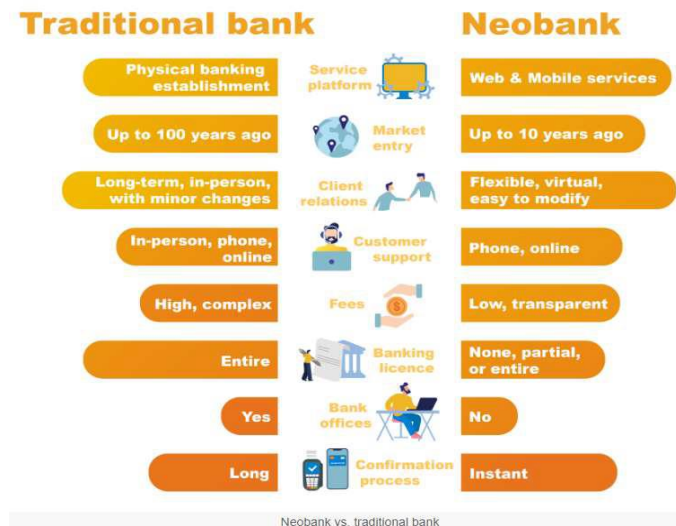 Traditional bank
Neobank
Physical banking
establishment
Service
platform
Web & Mobile services
Up to 100 years ago
Market
entry
Up to 10 years ago
Long-term, in-person,
with minor changes
Client
relations
Flexible, virtual,
easy to modify
In-person, phone,
online
Customer
support
Phone, online
High, complex
Fees
Low, transparent
Entire
Banking
licence
None, partial,
or entire
Yes
Bank
offices
No
Long
Confirmation
process
Instant
Neobank vs. traditional bank